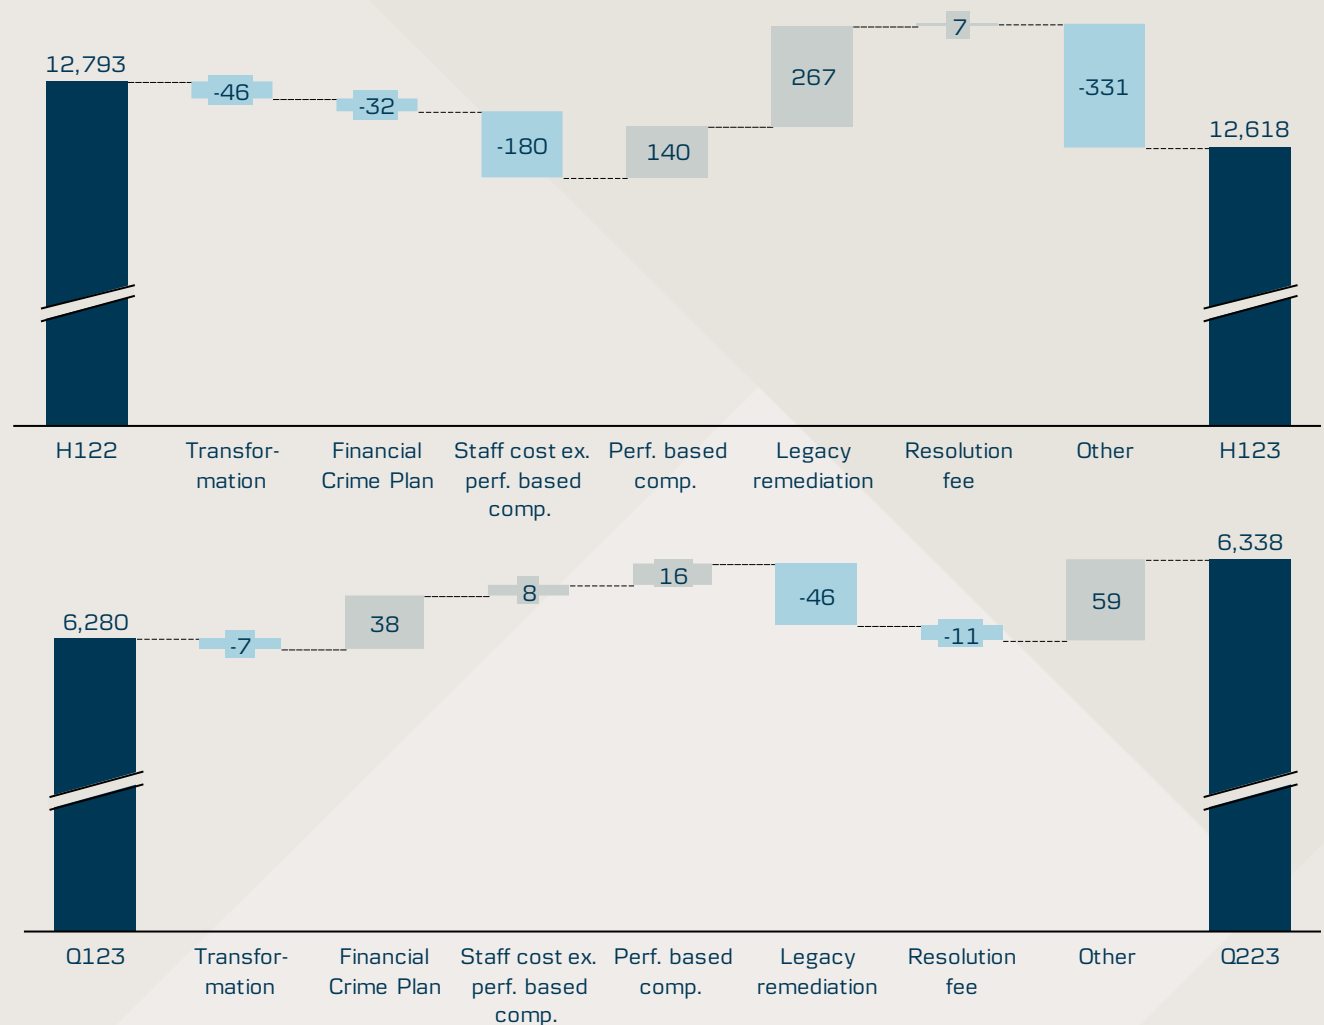 7
12,793
267
-46
-331
-32
12,618
-180
140
H122
Transfor-
mation
Financial
Crime Plan
Staff cost ex.
perf. based
comp.
Perf. based
comp.
Legacy
remediation
Resolution
fee
Other
H123
6,338
16
8
-46
59
6,280
38
-11
-7
Q123
Transfor-
mation
Financial
Crime Plan
Staff cost ex.
perf. based
comp.
Perf. based
comp.
Legacy
remediation
Resolution
fee
Other
Q223